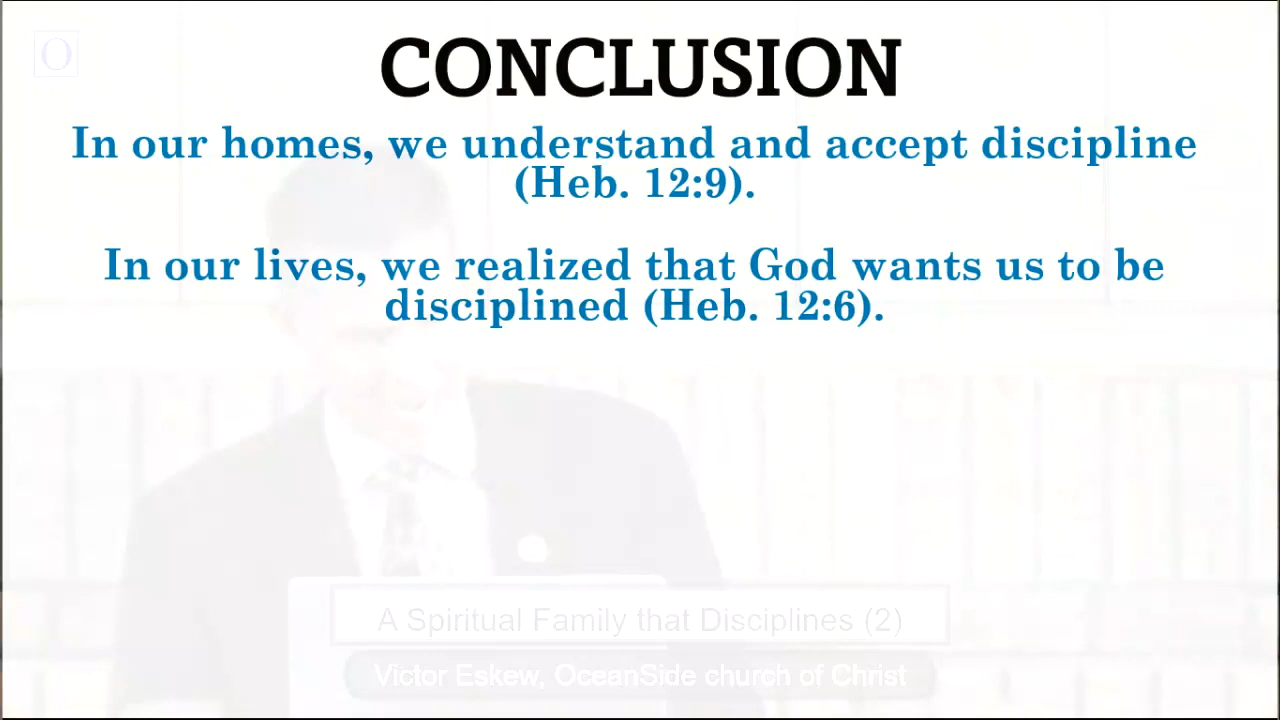 O
CONCLUSION
In our homes, we understand and accept discipline
(Heb. 12:9).
In our lives, we realized that God wants us to be
disciplined (Heb. 12:6).
A Spiritual Family that Disciplines (2)
Victor Eskew, OceanSide church of Christ